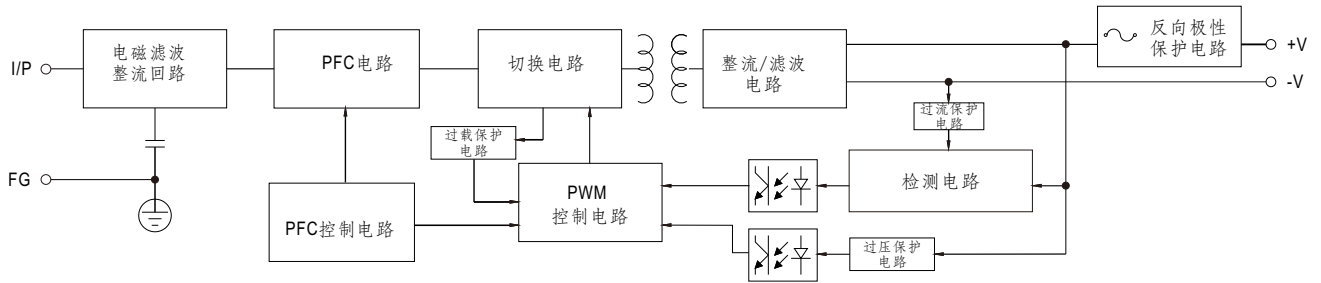 I/P
电磁滤波
整流回路
PFC电路
切换电路
整流/滤波
电路
反向极性
保护电路
+V
-V
过流保护
电路
过载保护
电路
FG
PFC控制电路
PWM
控制电路
检测电路
过压保护
电路